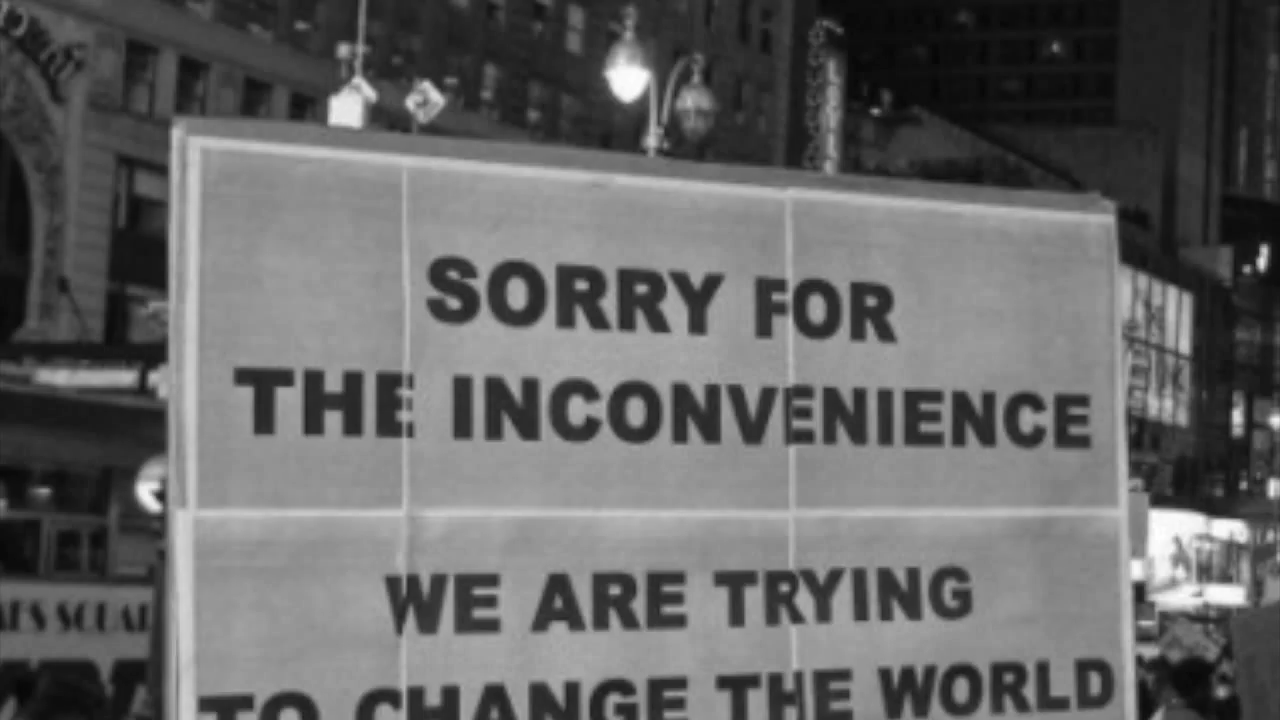 SORRY FOR
THE INCONVENIENCE
WE ARE TRYING
TO CHANGE THE WORLD